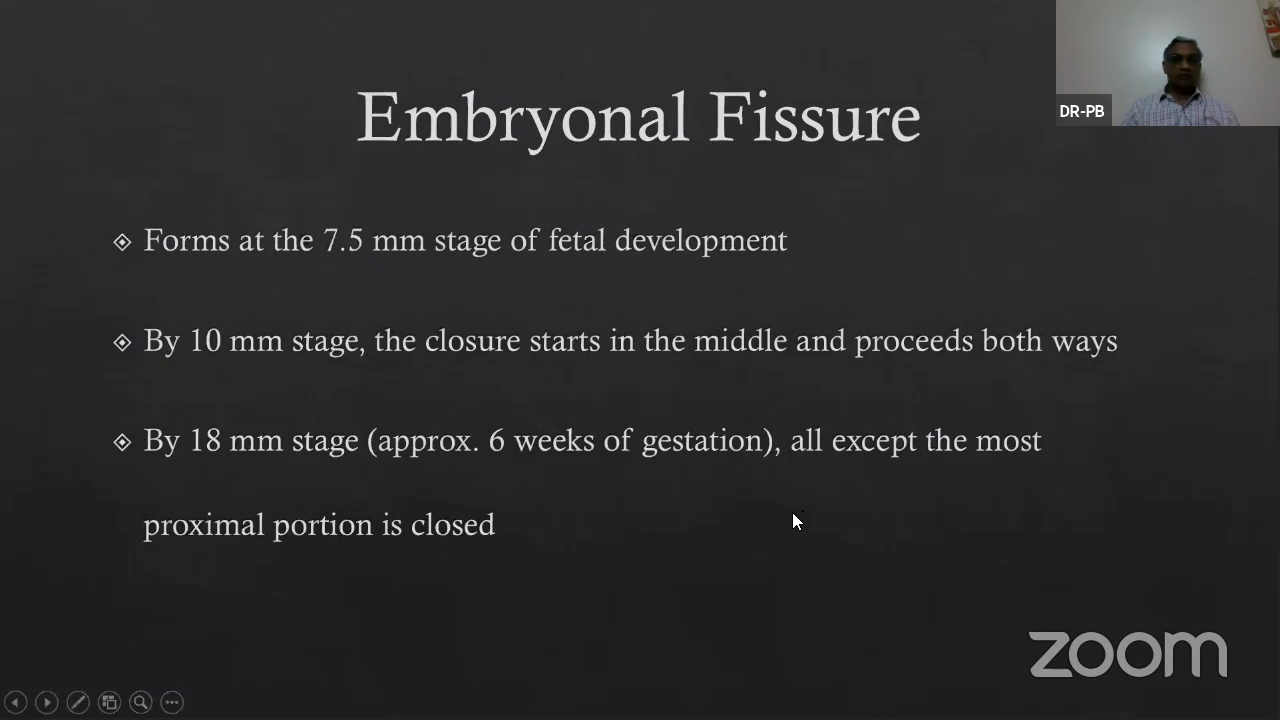 Embryonal Fissure
DR-PB
Forms at the 7.5 mm stage of fetal development
By 10 mm stage, the closure starts in the middle and proceeds both ways
By 18 mm stage (approx. 6 weeks of gestation), all except the most
proximal portion is closed
zoom